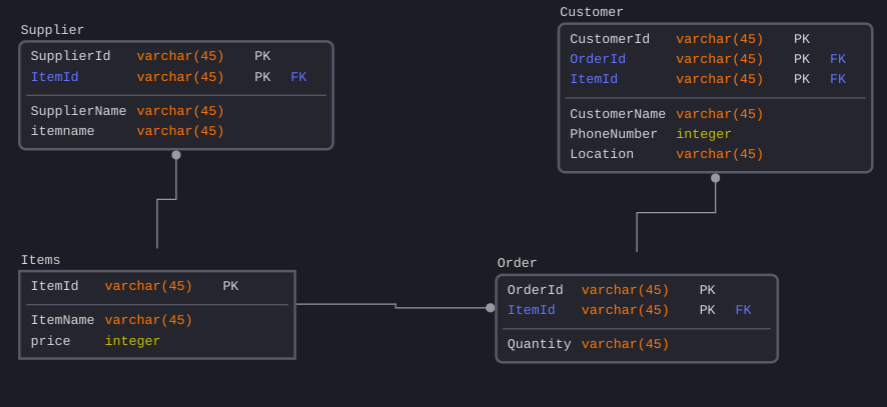 Supplier
SupplierId varchar(45) PK
ItemId varchar(45) PK FK
SupplierName varchar(45)
itemname varchar(45)
Customer
CustomerId varchar(45) PK
OrderId varchar(45) PK FK
ItemId varchar(45) PK FK
CustomerName varchar(45)
PhoneNumber integer
Location varchar(45)
Items
ItemId varchar(45) PK
ItemName varchar(45)
price integer
Order
OrderId varchar(45) PK
ItemId varchar(45) PK FK
Quantity varchar(45)